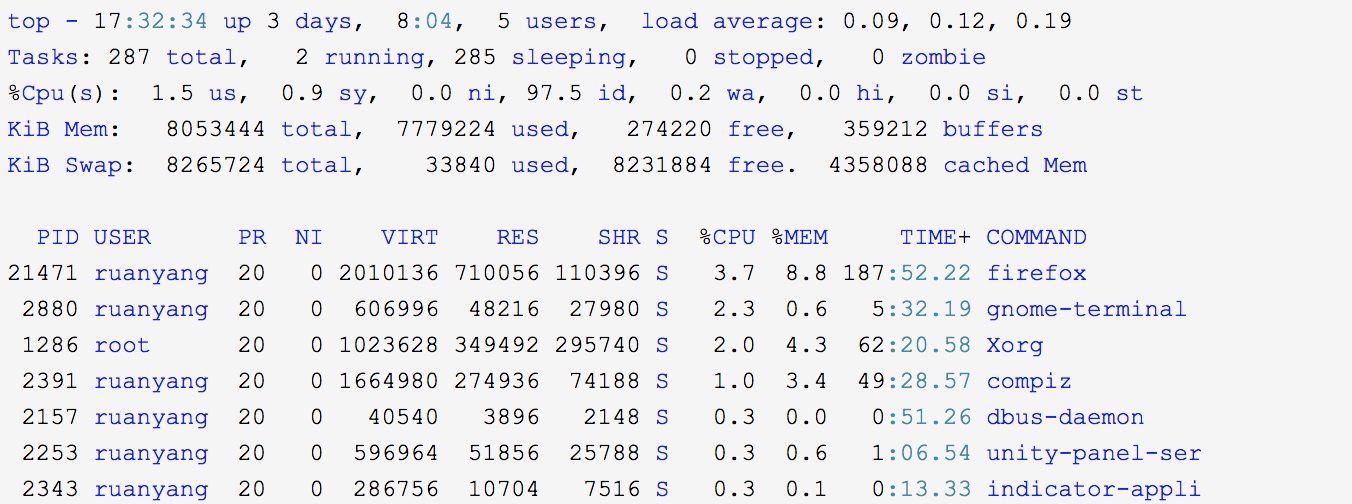 top - 17:32:34 up 3 days,  8:04,  5 users,  load average: 0.09, 0.12, 0.19
Tasks: 287 total,   2 running, 285 sleeping,   0 stopped,   0 zombie
%Cpu(s):  1.5 us,  0.9 sy,  0.0 ni, 97.5 id,  0.2 wa,  0.0 hi,  0.0 si,  0.0 st
KiB Mem:   8053444 total,  7779224 used,   274220 free,   359212 buffers
KiB Swap:  8265724 total,    33840 used,  8231884 free.  4358088 cached Mem
  PID USER      PR  NI    VIRT    RES    SHR S  %CPU %MEM     TIME+ COMMAND
21471 ruanyang  20   0 2010136 710056 110396 S   3.7  8.8 187:52.22 firefox
 2880 ruanyang  20   0  606996  48216  27980 S   2.3  0.6   5:32.19 gnome-terminal
 1286 root      20   0 1023628 349492 295740 S   2.0  4.3  62:20.58 Xorg
 2391 ruanyang  20   0 1664980 274936  74188 S   1.0  3.4  49:28.57 compiz
 2157 ruanyang  20   0   40540   3896   2148 S   0.3  0.0   0:51.26 dbus-daemon
 2253 ruanyang  20   0  596964  51856  25788 S   0.3  0.6   1:06.54 unity-panel-ser
 2343 ruanyang  20   0  286756  10704   7516 S   0.3  0.1   0:13.33 indicator-appli